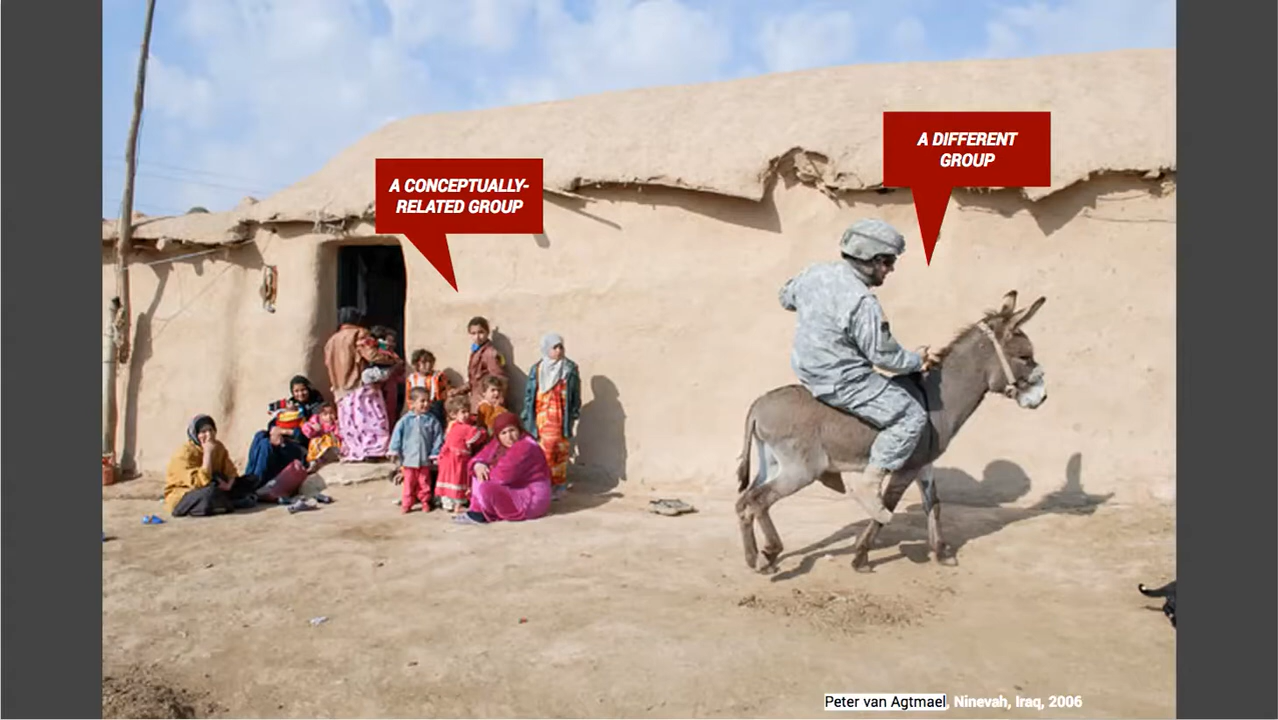 A DIFFERENT
GROUP
A CONCEPTUALLY-
RELATED GROUP
Peter van Agtmael, Ninevah, Iraq, 2006